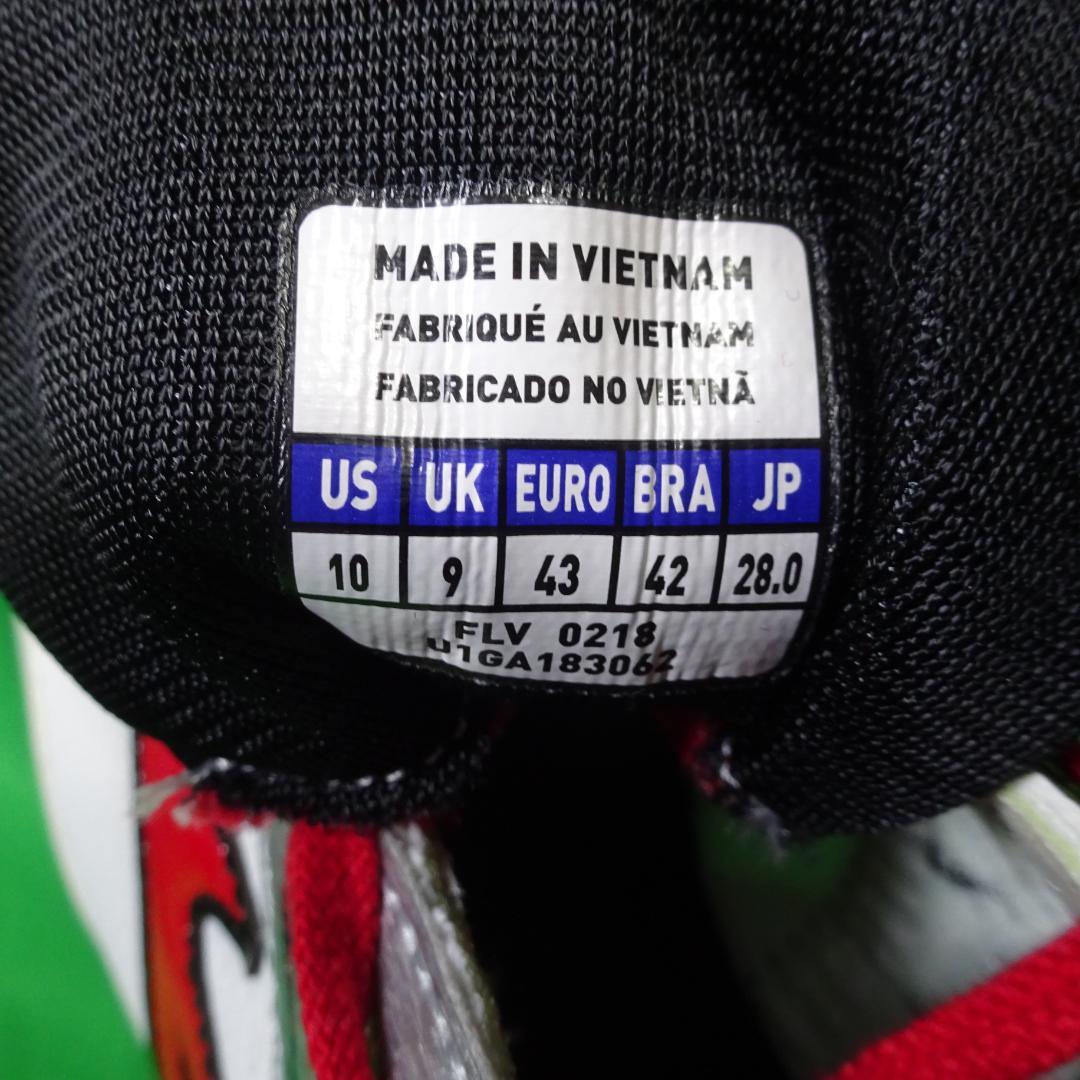 MADE IN VIETNAM
FABRIQUÉ AU VIETNAM
FABRICADO NO VIETNÃ
US UK EURO BRA JP
10 9 43 42 28.0
FLV 0218
U1GA183062